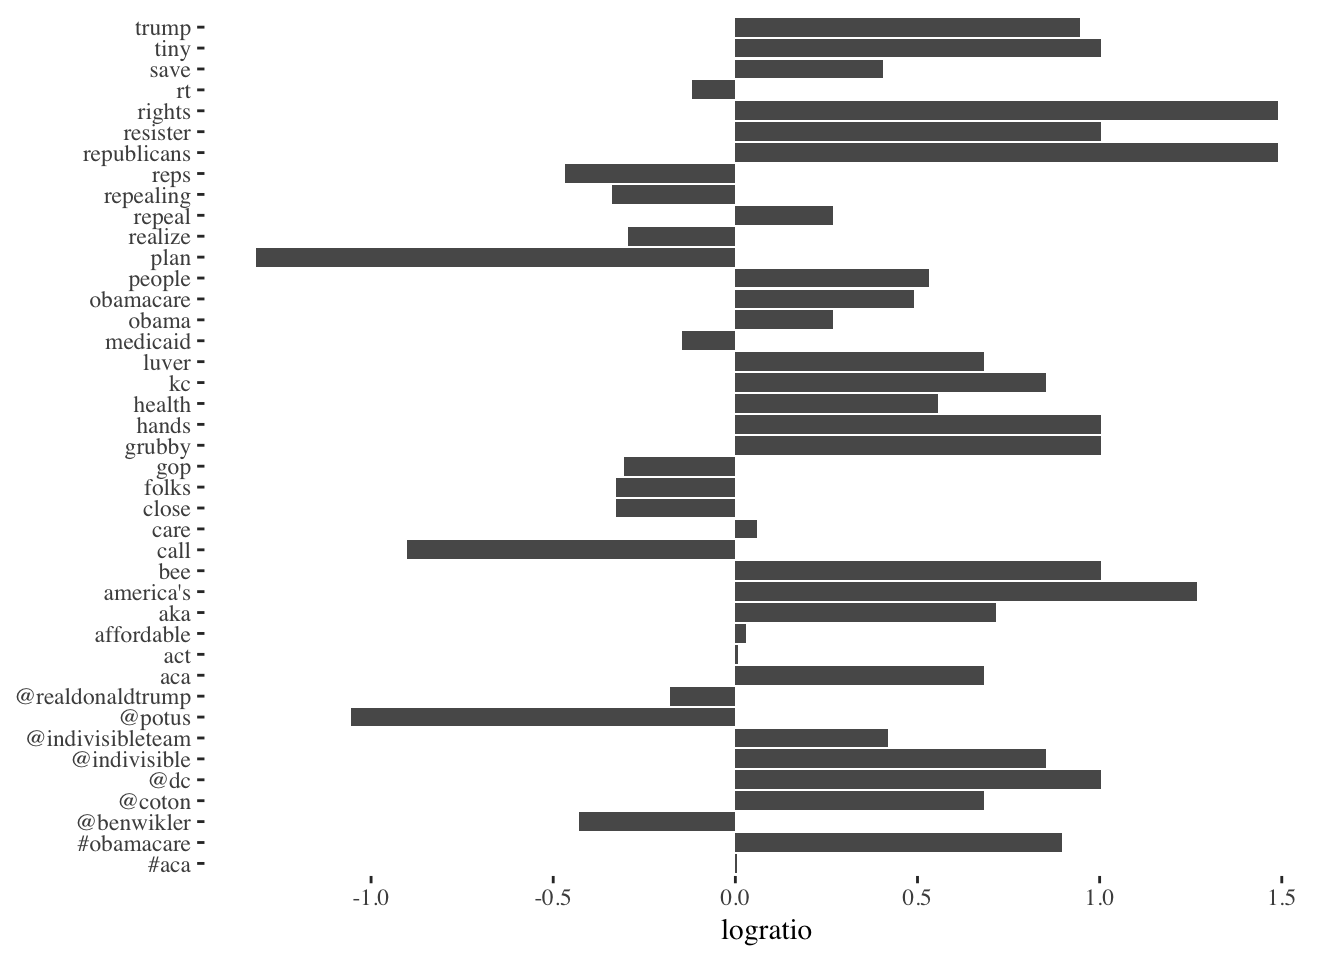 trump
tiny
save
rt
rights
resister
republicans
reps
repealing
repeal
realize
plan
people
obamacare
obama
medicaid
luver
kc
health
hands
grubby
gop
folks
close
care
call
bee
america's
aka
affordable
act
aca
@realdonaldtrump
@potus
@indivisibleteam
@indivisible
@dc
@coton
@benwikler
#obamacare
#aca
-1.0 -0.5 0.0 0.5 1.0 1.5
logratio